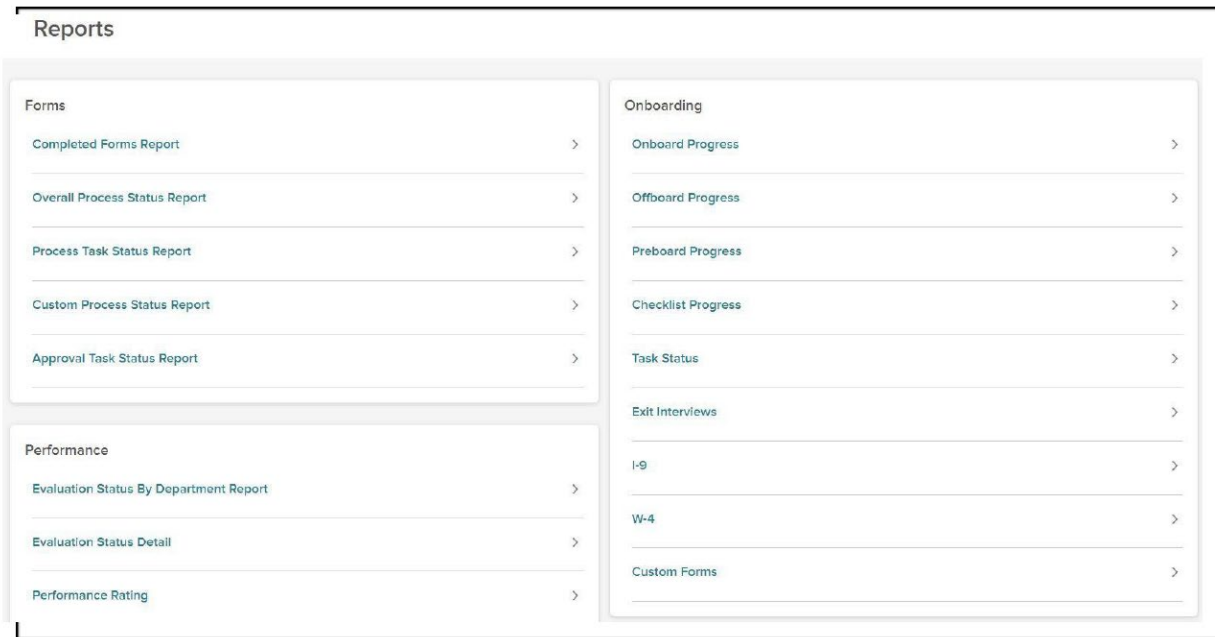 Reports
Forms
Completed Forms Report
Overall Process Status Report
Process Task Status Report
Custom Process Status Report
Approval Task Status Report
Performance
Evaluation Status By Department Report
Evaluation Status Detail
Performance Rating
Onboarding
Onboard Progress
Offboard Progress
Preboard Progress
Checklist Progress
Task Status
Exit Interviews
I-9
W-4
Custom Forms